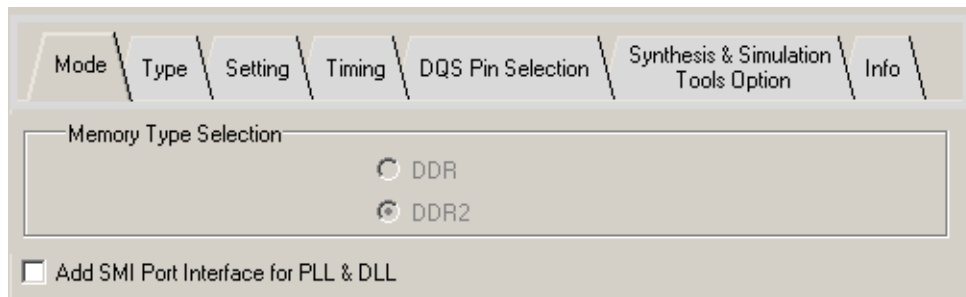 Mode Type Setting Timing DQS Pin Selection Synthesis & Simulation Tools Option Info
Memory Type Selection
DDR
DDR2
Add SMI Port Interface for PLL & DLL